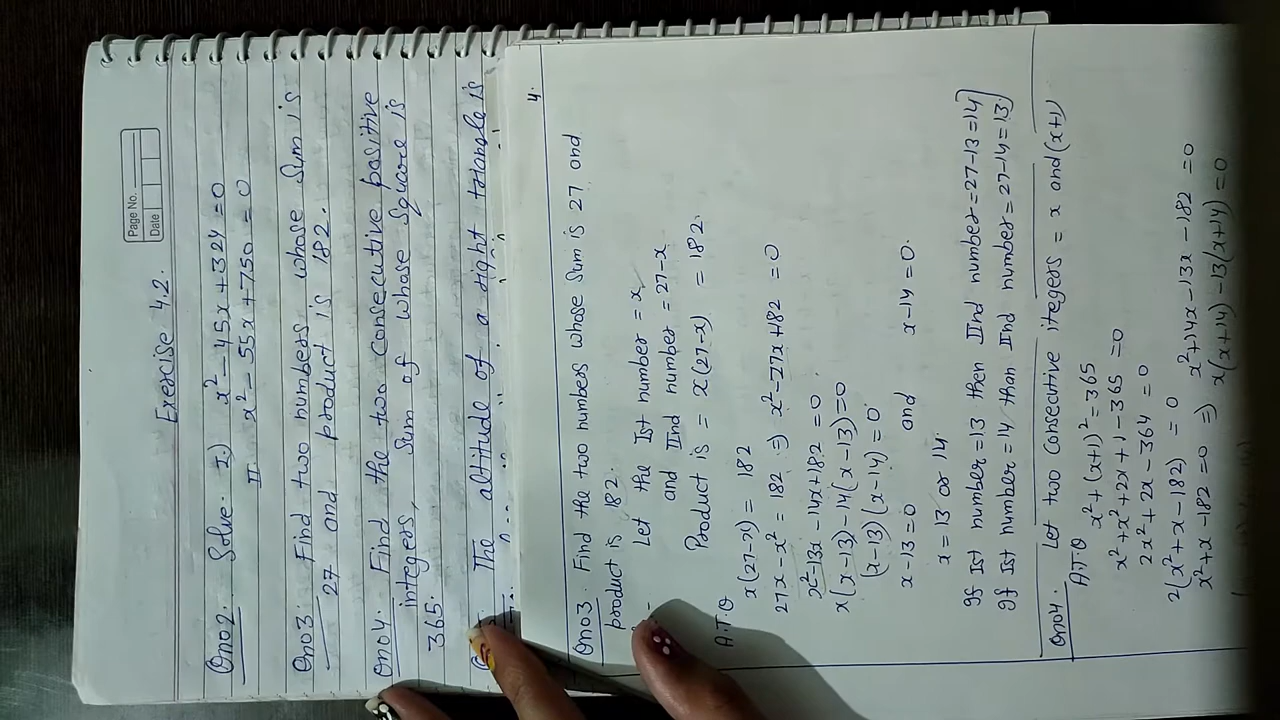 Page No.
Date
Exercise 4.2.
Qno2. Solve. I) x² - 45x + 324 = 0
II x² - 55x + 750 = 0
Qno3. Find two numbers whose sum is
27 and product is 182.
Qno4. Find the two consecutive positive
integers, sum of whose square is
365.
The altitude of a right triangle is
4.
Qno3. Find the two numbers whose sum is 27 and
product is 182.
Let the Ist number = x
and IInd number = 27-x
Product is = x(27-x) = 182.
A.T.Q
x(27-x) = 182
27x - x² = 182 ⇒ x² - 27x + 182 = 0
x² - 13x - 14x + 182 = 0
x(x-13) - 14(x-13) = 0
(x-13)(x-14) = 0
x-13 = 0 and x-14 = 0.
x = 13 or 14.
If Ist number = 13 then IInd number = 27-13 = 14)
If Ist number = 14 than IInd number = 27-14 = 13)
Qno4. Let two consecutive itegers = x and (x+1)
A.T.Q
x² + (x+1)² = 365
x² + x² + 2x + 1 - 365 = 0
2x² + 2x - 364 = 0
2(x² + x - 182) = 0 x² + 14x - 13x - 182 = 0
x² + x - 182 = 0 ⇒ x(x+14) - 13(x+14) = 0